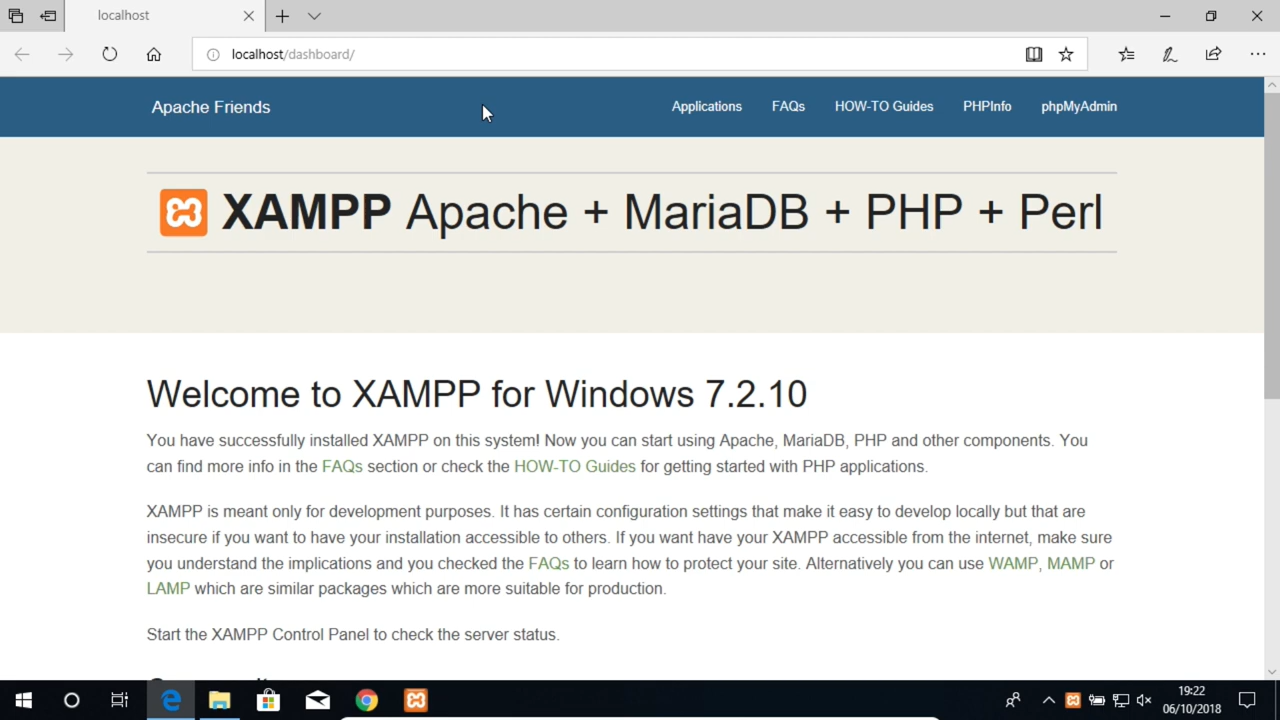 localhost
localhost/dashboard/
Apache Friends
Applications
FAQs
HOW-TO Guides
PHPInfo
phpMyAdmin
XAMPP Apache + MariaDB + PHP + Perl
Welcome to XAMPP for Windows 7.2.10
You have successfully installed XAMPP on this system! Now you can start using Apache, MariaDB, PHP and other components. You
can find more info in the FAQs section or check the HOW-TO Guides for getting started with PHP applications.
XAMPP is meant only for development purposes. It has certain configuration settings that make it easy to develop locally but that are
insecure if you want to have your installation accessible to others. If you want have your XAMPP accessible from the internet, make sure
you understand the implications and you checked the FAQs to learn how to protect your site. Alternatively you can use WAMP, MAMP or
LAMP which are similar packages which are more suitable for production.
Start the XAMPP Control Panel to check the server status.
19:22
06/10/2018